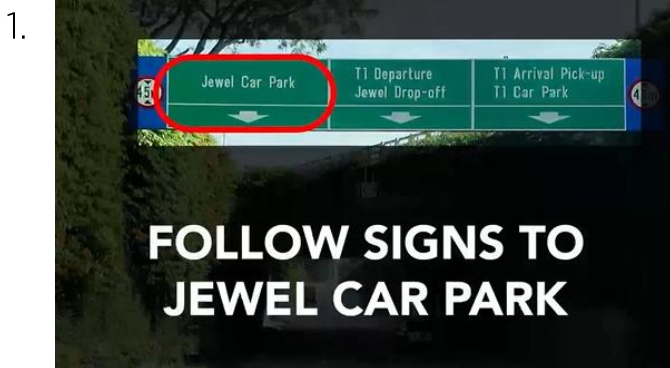 1.
Jewel Car Park
T1 Departure
Jewel Drop-off
T1 Arrival Pick-up
T1 Car Park
FOLLOW SIGNS TO
JEWEL CAR PARK